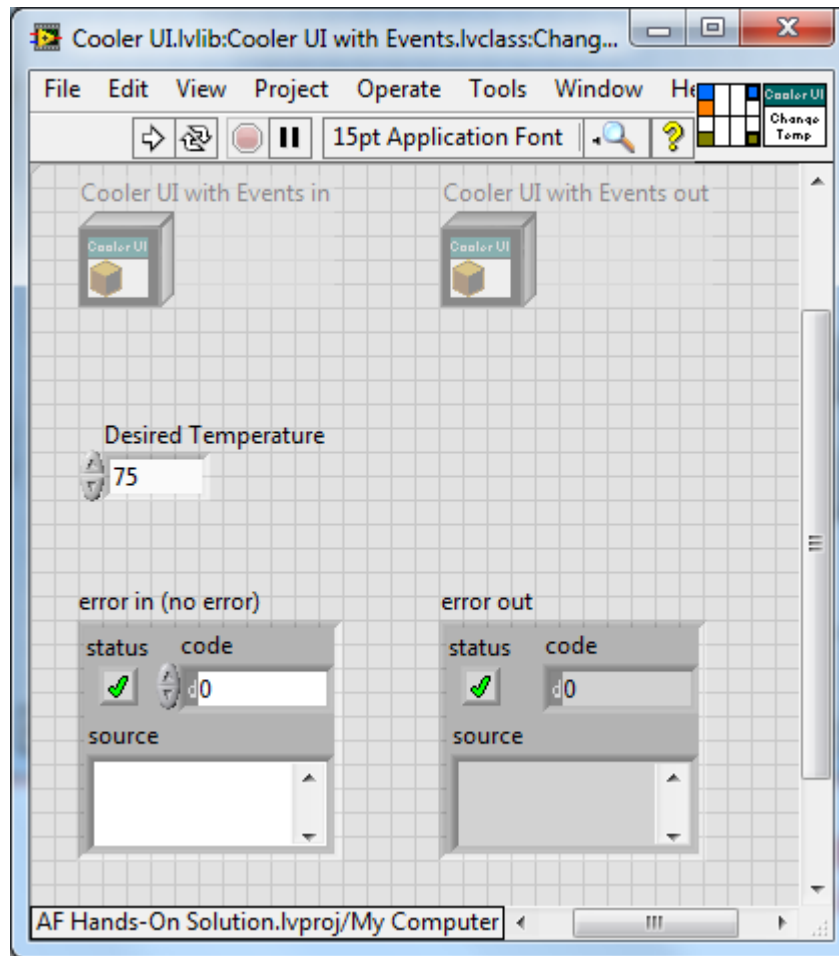 Cooler UI.lvlib:Cooler UI with Events.lvclass:Chang...
File Edit View Project Operate Tools Window He
Cooler UI
Change
Temp
15pt Application Font
Cooler UI with Events in
Cooler UI with Events out
Cooler UI
Cooler UI
Desired Temperature
75
error in (no error)
error out
status code
status code
d0
d0
source
source
AF Hands-On Solution.lvproj/My Computer